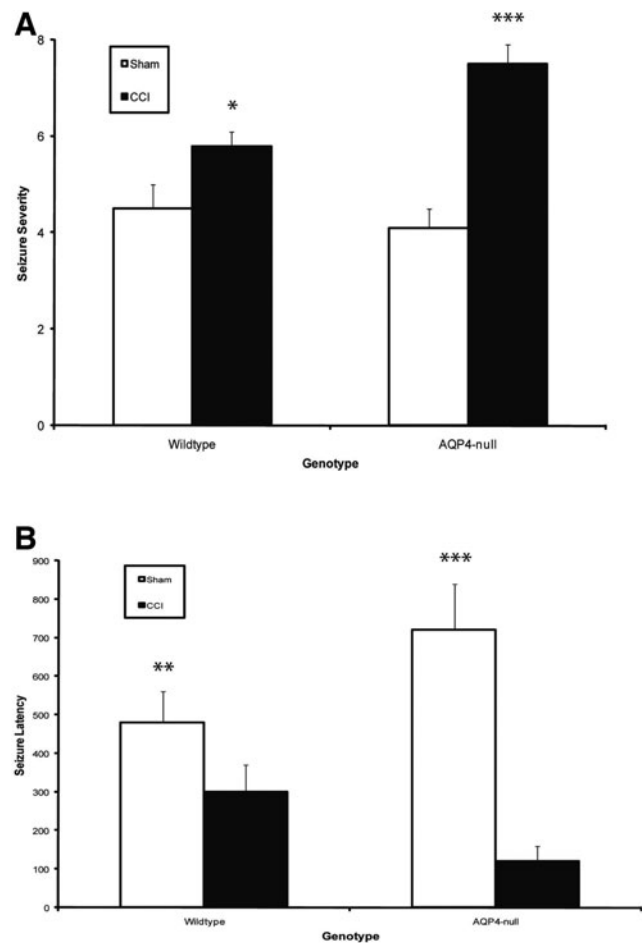 A
***
8
Sham
CCI
*
6
Seizure Severity
4
2
0
Wildtype
AQP4-null
Genotype
B
900
***
Sham
800
CCI
700
**
600
Seizure Latency
500
400
300
200
100
0
Wildtype
AQP4-null
Genotype